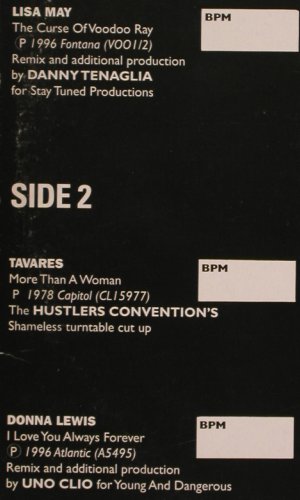 LISA MAY
BPM
The Curse Of Voodoo Ray
Ⓟ 1996 Fontana (VOO1/2)
Remix and additional production
by DANNY TENAGLIA
for Stay Tuned Productions
SIDE 2
TAVARES
BPM
More Than A Woman
P 1978 Capitol (CL15977)
The HUSTLERS CONVENTION'S
Shameless turntable cut up
DONNA LEWIS
BPM
I Love You Always Forever
Ⓟ 1996 Atlantic (A5495)
Remix and additional production
by UNO CLIO for Young And Dangerous